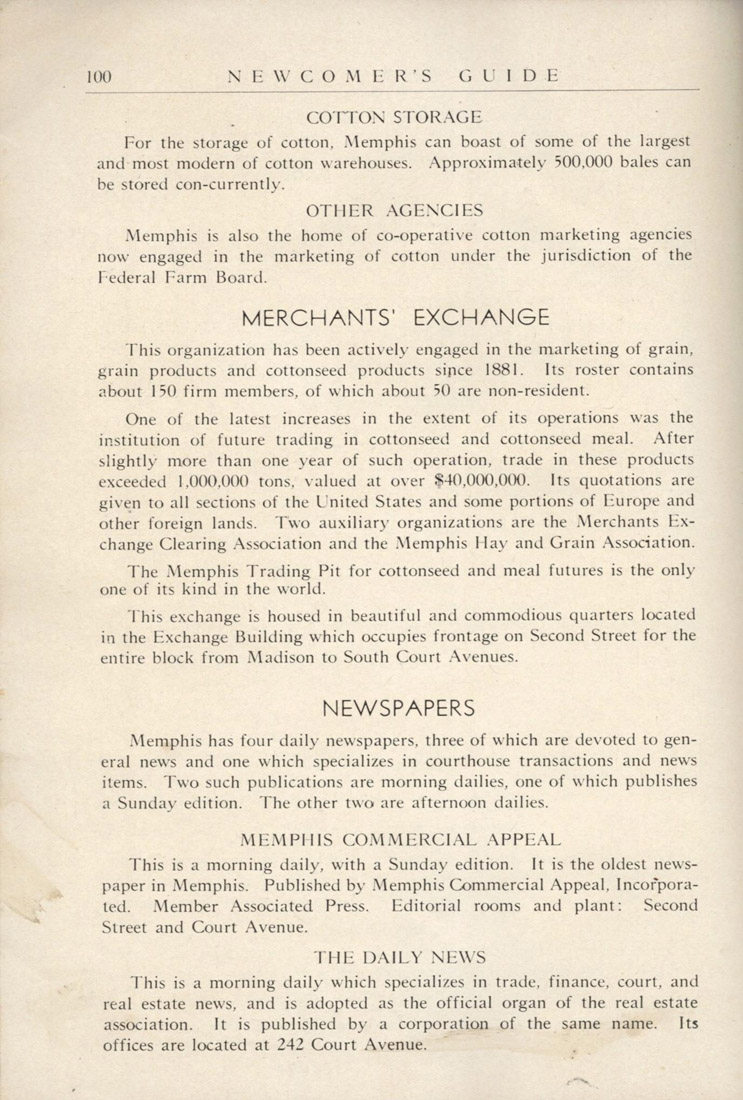 100 NEWCOMER'S GUIDE
COTTON STORAGE
For the storage of cotton, Memphis can boast of some of the largest
and most modern of cotton warehouses. Approximately 500,000 bales can
be stored con-currently.
OTHER AGENCIES
Memphis is also the home of co-operative cotton marketing agencies
now engaged in the marketing of cotton under the jurisdiction of the
Federal Farm Board.
MERCHANTS' EXCHANGE
This organization has been actively engaged in the marketing of grain,
grain products and cottonseed products since 1881. Its roster contains
about 150 firm members, of which about 50 are non-resident.
One of the latest increases in the extent of its operations was the
institution of future trading in cottonseed and cottonseed meal. After
slightly more than one year of such operation, trade in these products
exceeded 1,000,000 tons, valued at over $40,000,000. Its quotations are
given to all sections of the United States and some portions of Europe and
other foreign lands. Two auxiliary organizations are the Merchants Ex-
change Clearing Association and the Memphis Hay and Grain Association.
The Memphis Trading Pit for cottonseed and meal futures is the only
one of its kind in the world.
This exchange is housed in beautiful and commodious quarters located
in the Exchange Building which occupies frontage on Second Street for the
entire block from Madison to South Court Avenues.
NEWSPAPERS
Memphis has four daily newspapers, three of which are devoted to gen-
eral news and one which specializes in courthouse transactions and news
items. Two such publications are morning dailies, one of which publishes
a Sunday edition. The other two are afternoon dailies.
MEMPHIS COMMERCIAL APPEAL
This is a morning daily, with a Sunday edition. It is the oldest news-
paper in Memphis. Published by Memphis Commercial Appeal, Incorpora-
ted. Member Associated Press. Editorial rooms and plant: Second
Street and Court Avenue.
THE DAILY NEWS
This is a morning daily which specializes in trade, finance, court, and
real estate news, and is adopted as the official organ of the real estate
association. It is published by a corporation of the same name. Its
offices are located at 242 Court Avenue.